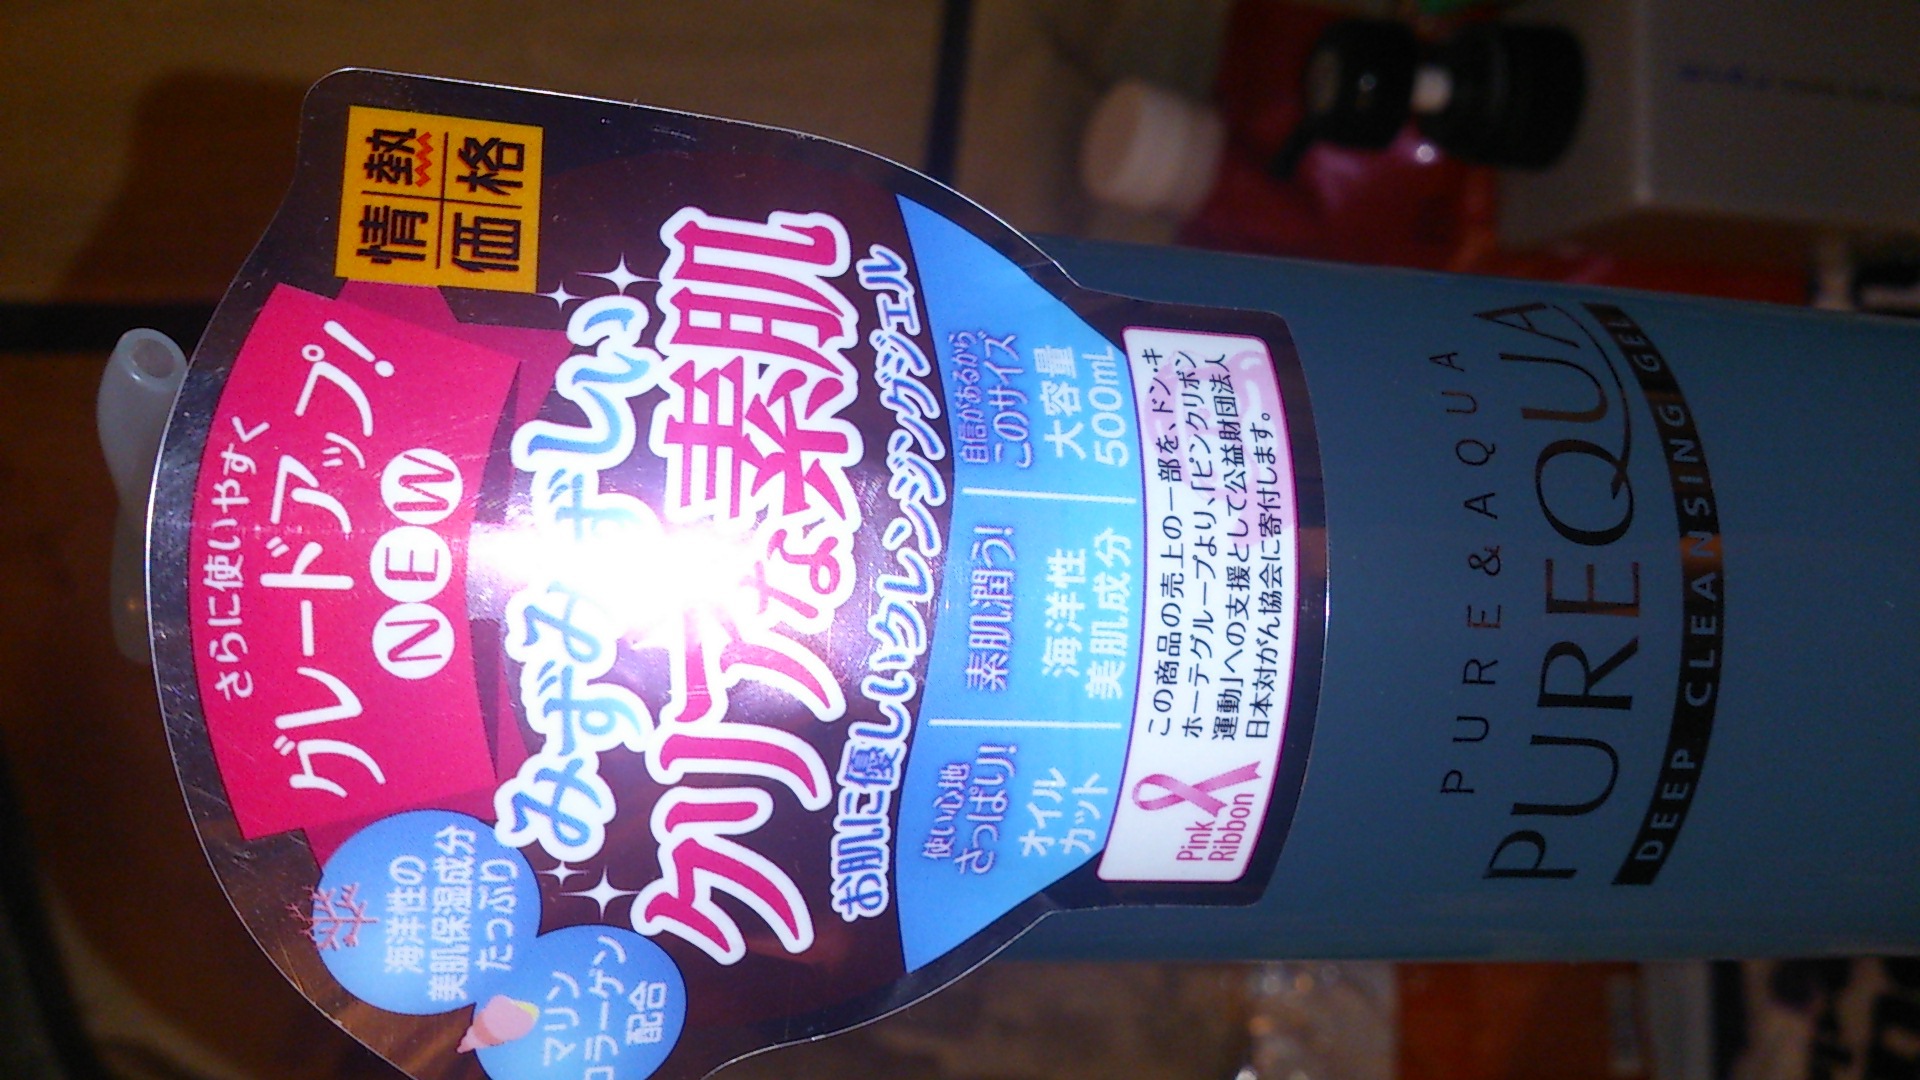 情熱
価格
さらに使いやすく
グレードアップ!
NEW
海洋性の
美肌保湿成分
たっぷり
マリン
コラーゲン
配合
みずみずしい
クリアな素肌
お肌に優しいクレンジングジェル
使い心地
さっぱり!
オイル
カット
素肌潤う!
海洋性
美肌成分
自信があるから
このサイズ
大容量
500mL
Pink
Ribbon
この商品の売上の一部を、ドン・キ
ホーテグループより、「ピンクリボン
運動」への支援として公益財団法人
日本対がん協会に寄付します。
PURE & AQUA
PUREQUA
DEEP CLEANSING GEL